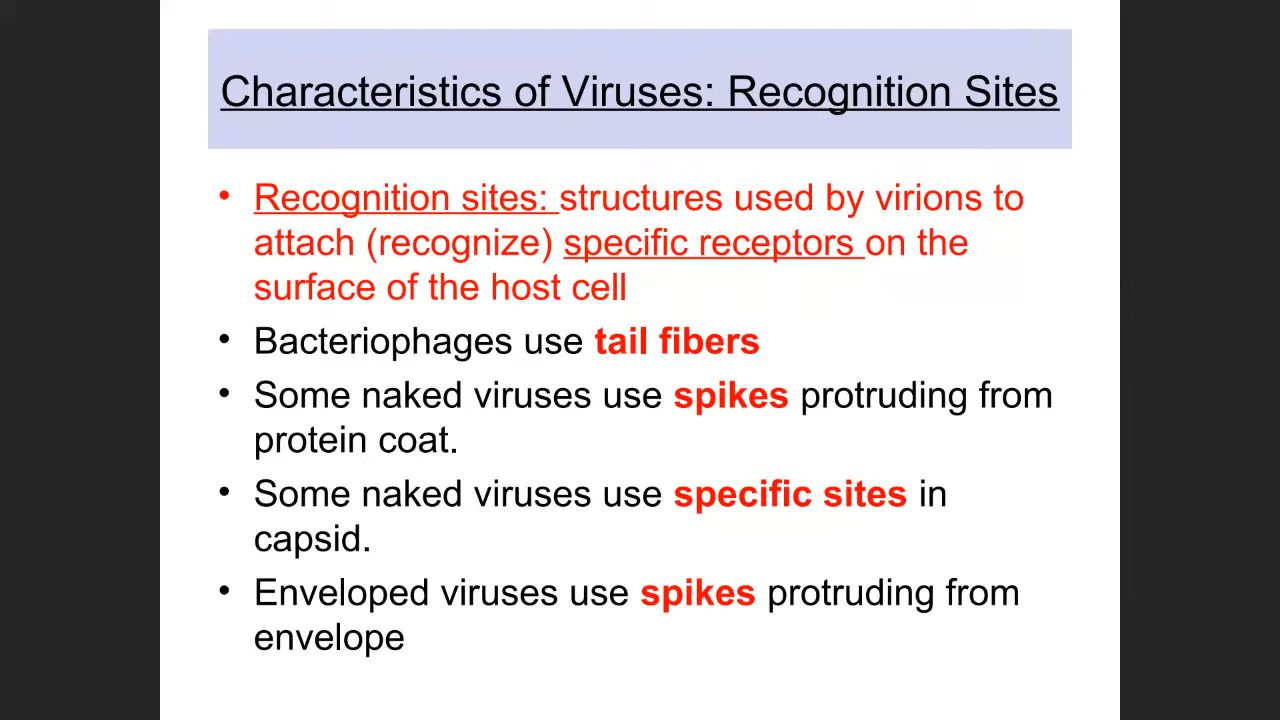 Characteristics of Viruses: Recognition Sites
• Recognition sites: structures used by virions to
attach (recognize) specific receptors on the
surface of the host cell
• Bacteriophages use tail fibers
• Some naked viruses use spikes protruding from
protein coat.
• Some naked viruses use specific sites in
capsid.
• Enveloped viruses use spikes protruding from
envelope